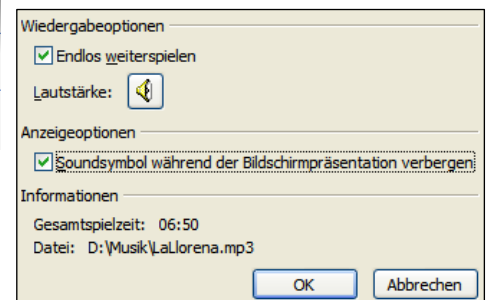 Wiedergabeoptionen
Endlos weiterspielen
Lautstärke:
Anzeigeoptionen
Soundsymbol während der Bildschirmpräsentation verbergen
Informationen
Gesamtspielzeit: 06:50
Datei: D:\Musik\LaLlorena.mp3
OK Abbrechen